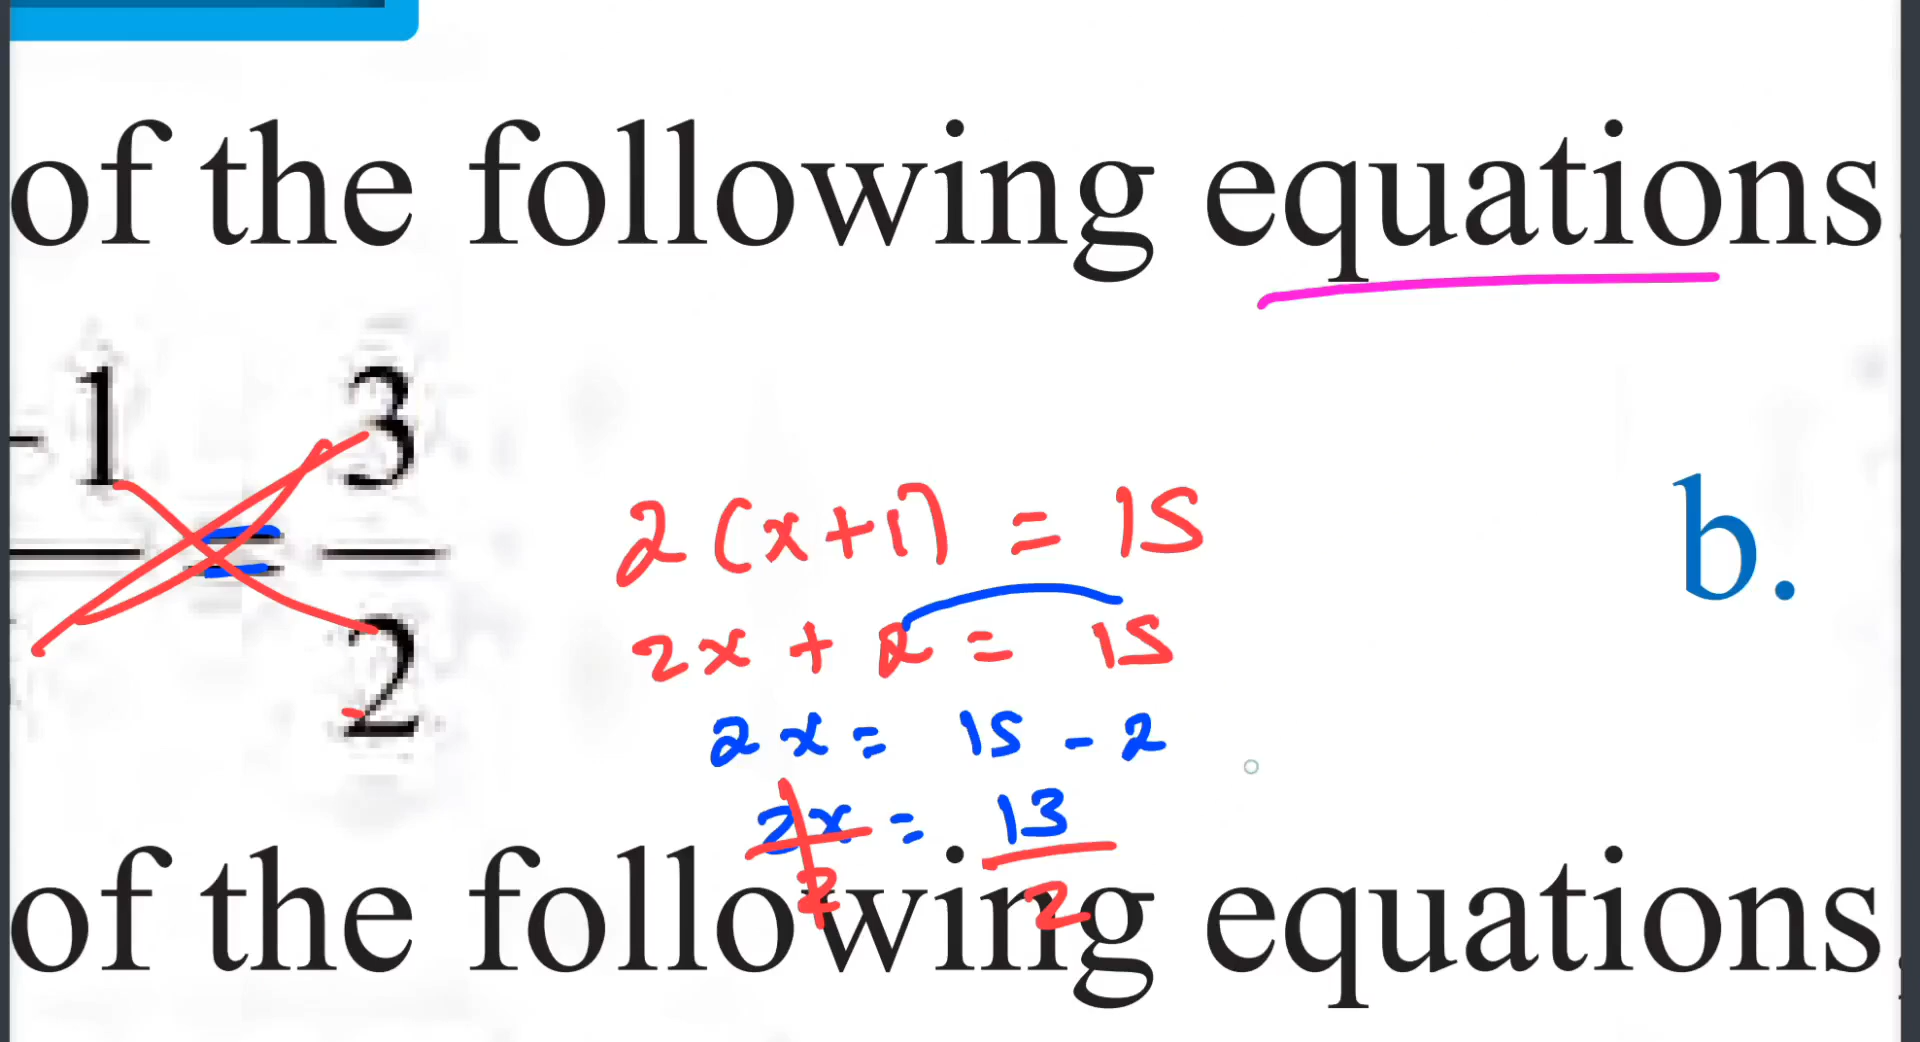 of the following equations
-1 = 3
2
2(x+1) = 15
2x + 2 = 15
2x = 15 - 2
2x = 13
2 2
b.
of the following equations.